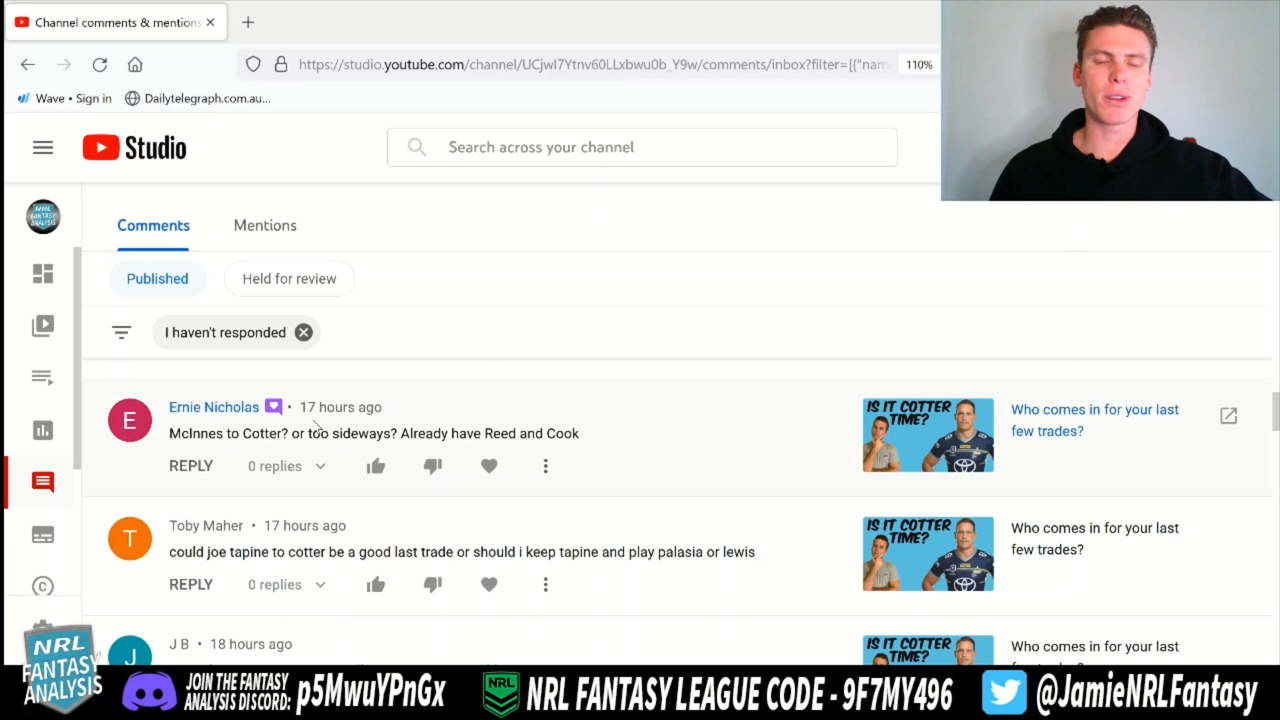 Channel comments & mentions
https://studio.youtube.com/channel/UCjwI7Ytnv60LLxbwu0b_Y9w/comments/inbox?filter=[{"nam
110%
Wave • Sign in
Dailytelegraph.com.au...
Studio
Search across your channel
NRL
FANTASY
ANALYSIS
Comments
Mentions
Published
Held for review
I haven't responded
E
Ernie Nicholas • 17 hours ago
McInnes to Cotter? or too sideways? Already have Reed and Cook
REPLY
0 replies
IS IT COTTER
TIME?
Who comes in for your last
few trades?
T
Toby Maher • 17 hours ago
could joe tapine to cotter be a good last trade or should i keep tapine and play palasia or lewis
REPLY
0 replies
IS IT COTTER
TIME?
Who comes in for your last
few trades?
J
J B • 18 hours ago
IS IT COTTER
TIME?
Who comes in for your last
NRL
FANTASY
ANALYSIS
JOIN THE FANTASY
ANALYSIS DISCORD:
p5MwuYPnGx
NRL
NRL FANTASY LEAGUE CODE - 9F7MY496
@JamieNRLFantasy